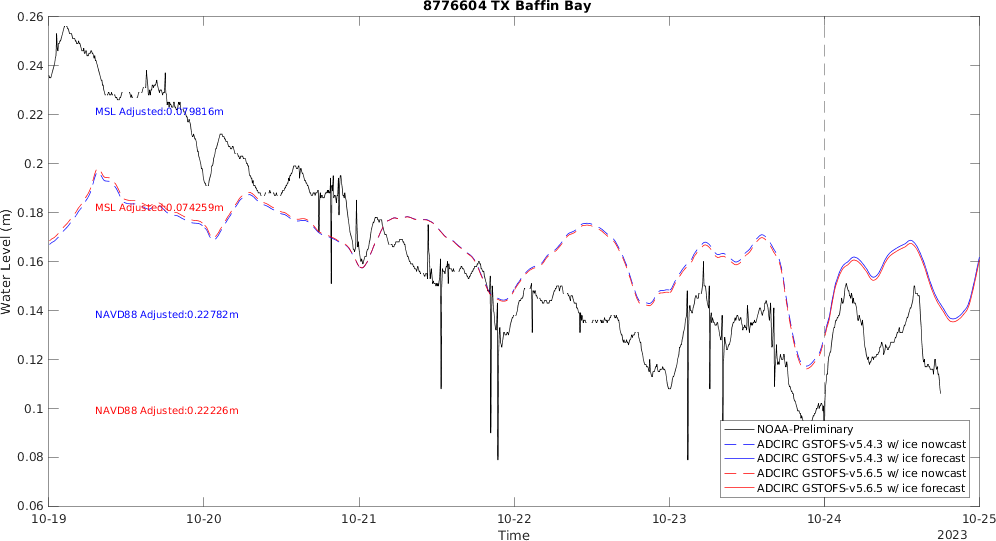 8776604 TX Baffin Bay
0.26
0.24
0.22
0.2
0.18
0.16
0.14
0.12
0.1
0.08
0.06
Water Level (m)
MSL Adjusted:0.079816m
MSL Adjusted:0.074259m
NAVD88 Adjusted:0.22782m
NAVD88 Adjusted:0.22226m
NOAA-Preliminary
ADCIRC GSTOFS-v5.4.3 w/ ice nowcast
ADCIRC GSTOFS-v5.4.3 w/ ice forecast
ADCIRC GSTOFS-v5.6.5 w/ ice nowcast
ADCIRC GSTOFS-v5.6.5 w/ ice forecast
10-19 10-20 10-21 10-22 10-23 10-24 10-25
Time
2023